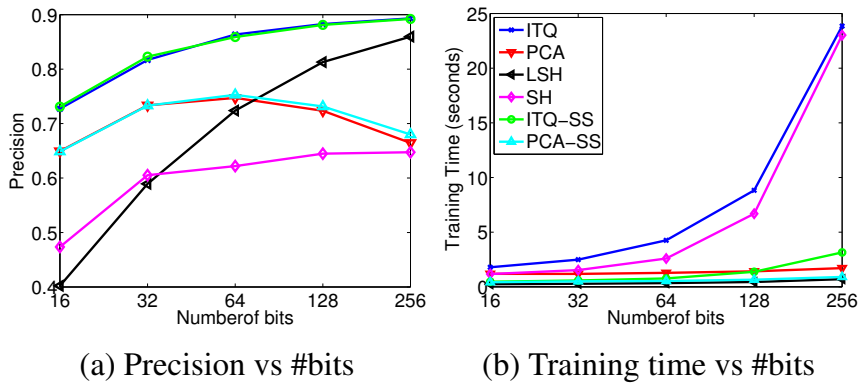 0.9
0.8
0.7
0.6
0.5
0.4
Precision
16 32 64 128 256
Numberof bits
(a) Precision vs #bits
25
20
15
10
5
0
Training Time (seconds)
ITQ
PCA
LSH
SH
ITQ-SS
PCA-SS
16 32 64 128 256
Numberof bits
(b) Training time vs #bits